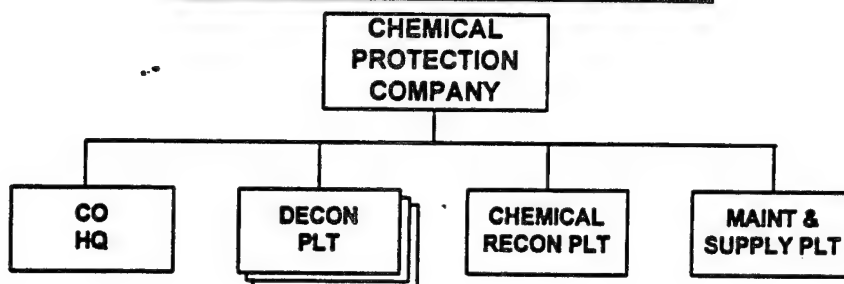 CHEMICAL
PROTECTION
COMPANY
CO
HQ
DECON
PLT
CHEMICAL
RECON PLT
MAINT &
SUPPLY PLT